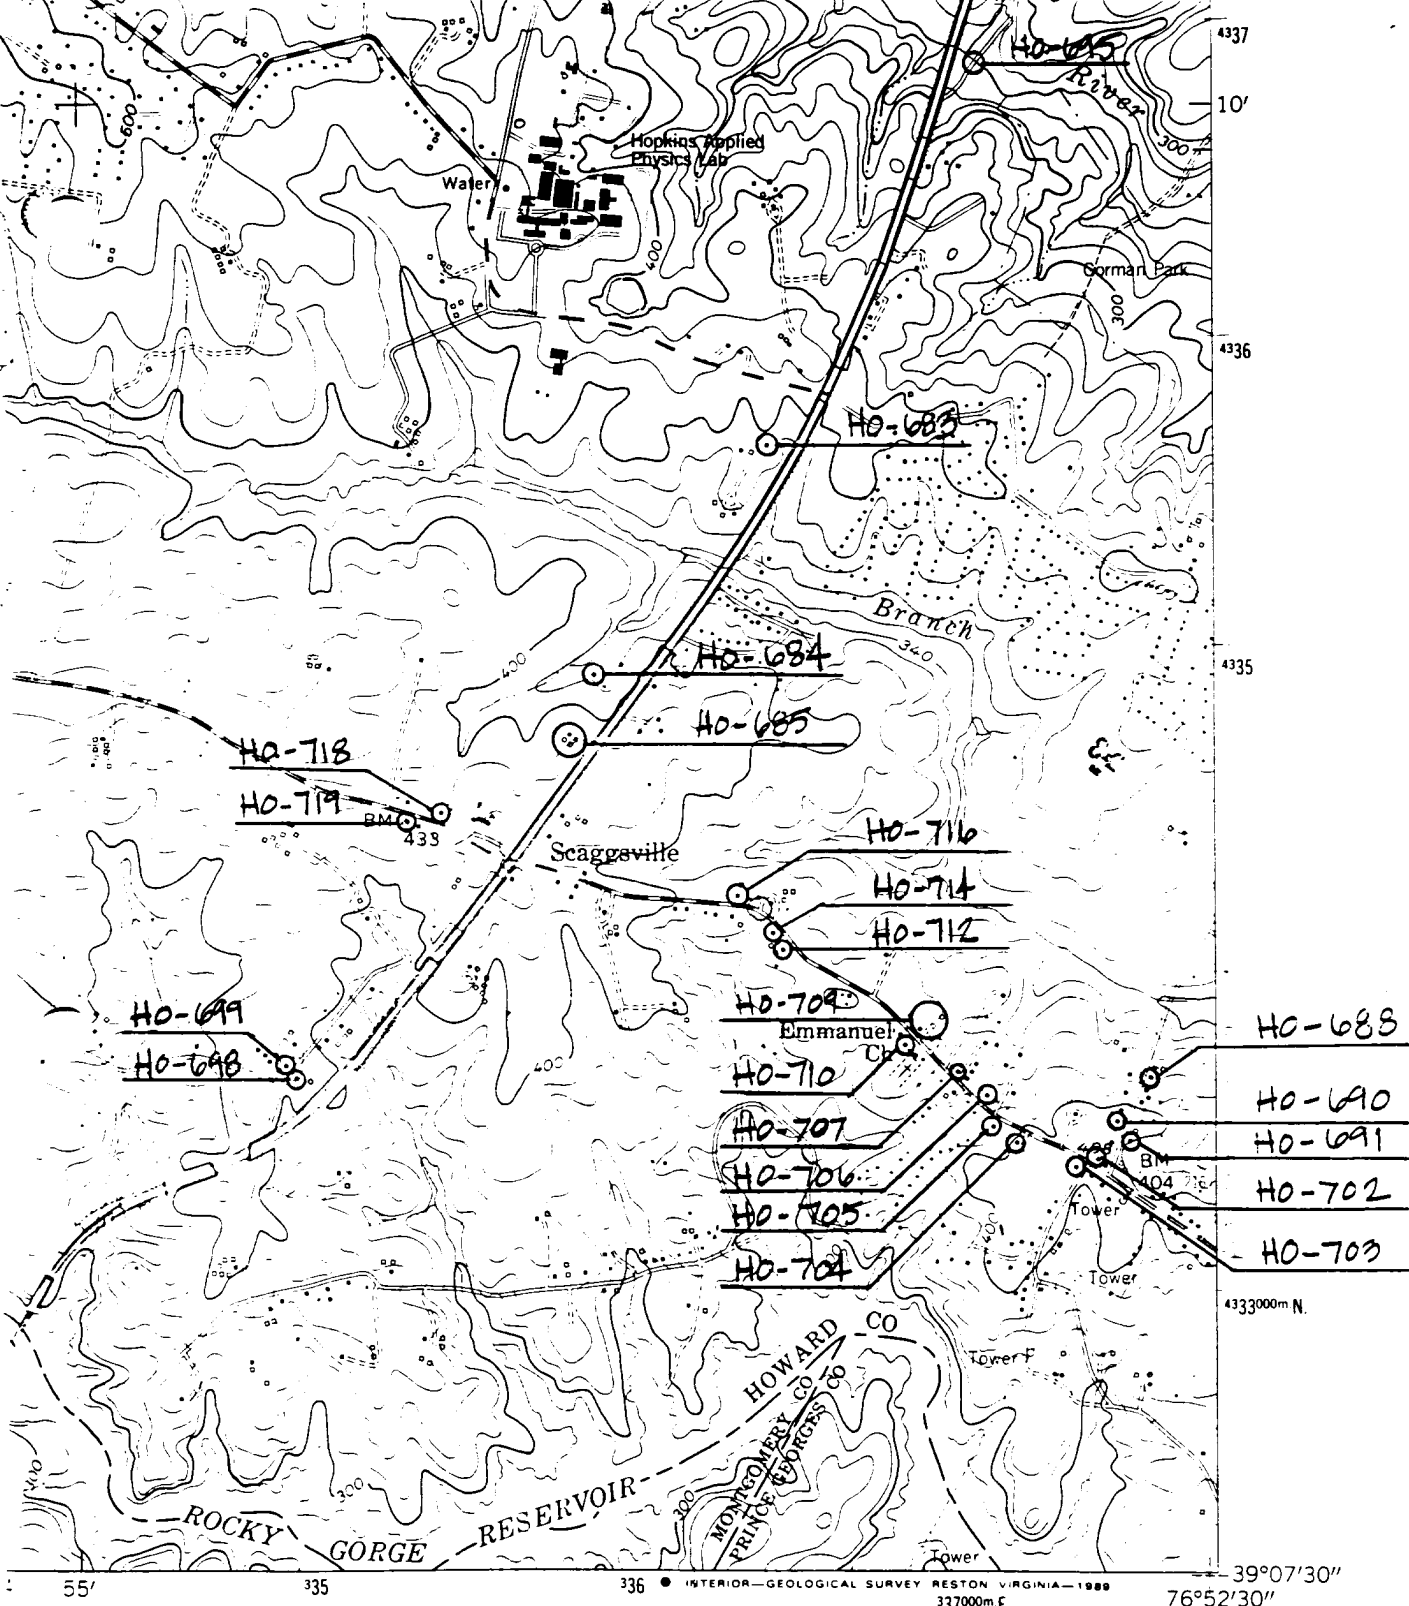 4337
HO-695
River
10'
600
300
Hopkins Applied
Physics Lab
Water
400
Gorman Park
300
4336
HO-683
Branch
340
400
HO-684
4335
HO-685
HO-718
HO-719
BM
433
Scaggsville
HO-716
HO-714
HO-712
HO-709
Emmanuel
Ch
HO-699
HO-698
400
HO-710
HO-688
HO-707
HO-690
HO-691
BM
404
HO-706
HO-702
Tower
HO-705
400
HO-703
HO-704
Tower
4333000m N.
HOWARD CO
Tower
MONTGOMERY CO
PRINCE GEORGES CO
400
300
300
ROCKY GORGE RESERVOIR
Tower
39°07'30"
55'
335
336
INTERIOR—GEOLOGICAL SURVEY RESTON VIRGINIA—1989
337000m E
76°52'30"